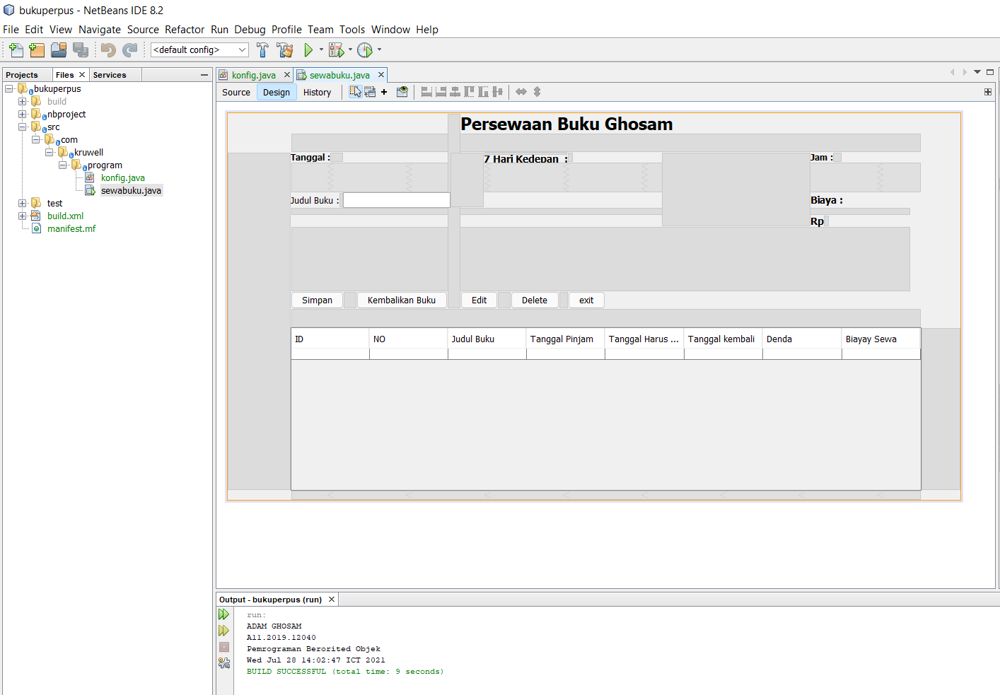 bukuperpus - NetBeans IDE 8.2
File Edit View Navigate Source Refactor Run Debug Profile Team Tools Window Help
<default config>
Projects Files Services
konfig.java sewabuku.java
Source Design History
bukuperpus
build
nbproject
src
com
kruwell
program
konfig.java
sewabuku.java
test
build.xml
manifest.mf
Persewaan Buku Ghosam
Tanggal : 7 Hari Kedepan : Jam :
Judul Buku : Biaya :
Rp
Simpan Kembalikan Buku Edit Delete exit
ID NO Judul Buku Tanggal Pinjam Tanggal Harus ... Tanggal kembali Denda Biayay Sewa
Output - bukuperpus (run)
run:
ADAM GHOSAM
A11.2019.12040
Pemrograman Berorited Objek
Wed Jul 28 14:02:47 ICT 2021
BUILD SUCCESSFUL (total time: 9 seconds)